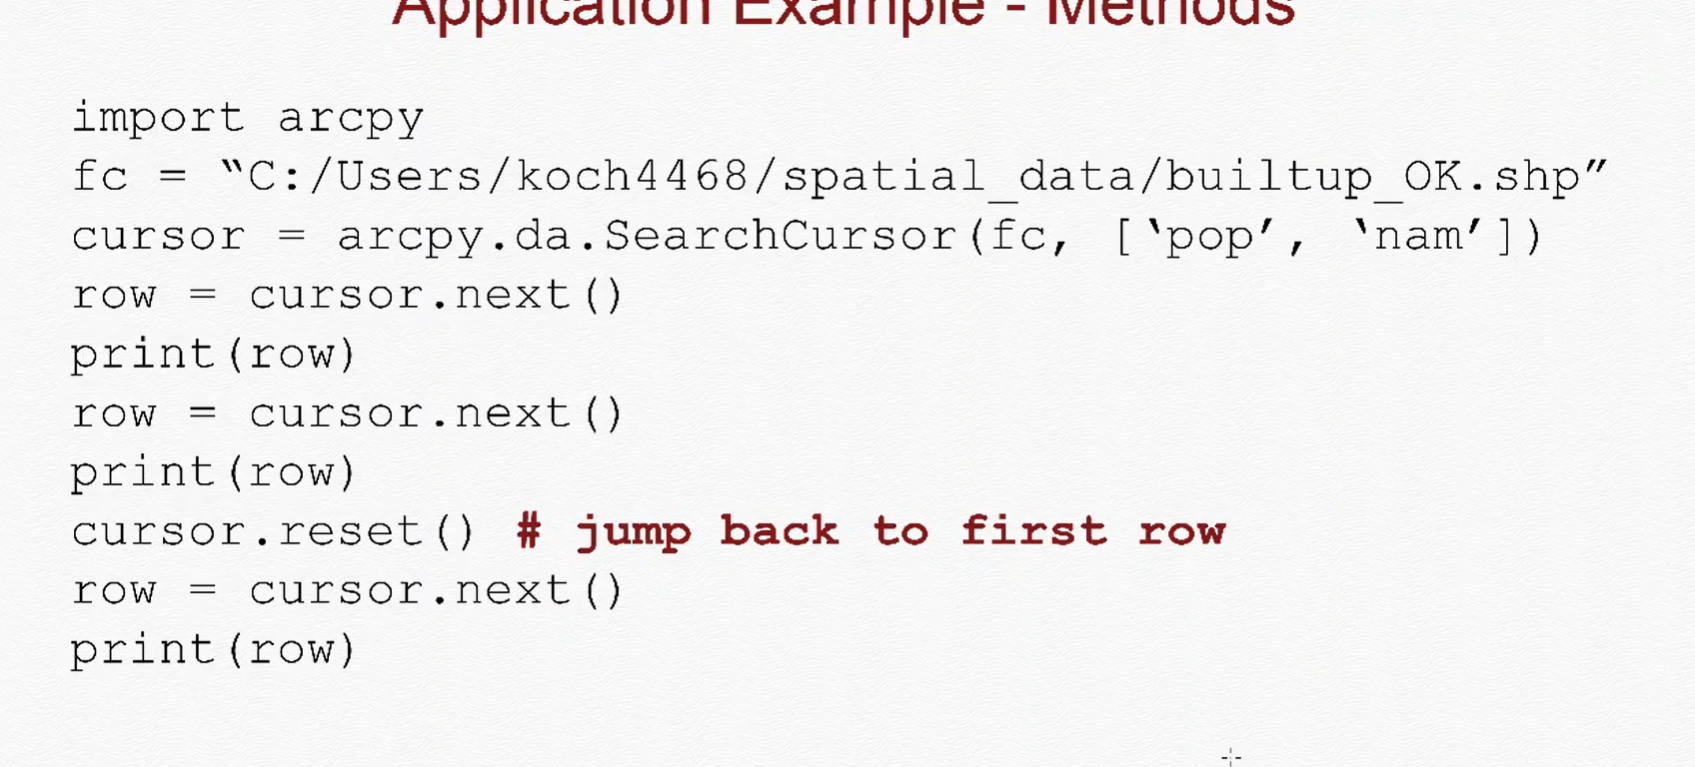 Application Example - Methods
import arcpy
fc = “C:/Users/koch4468/spatial_data/builtup_OK.shp”
cursor = arcpy.da.SearchCursor(fc, [‘pop’, ‘nam’])
row = cursor.next()
print(row)
row = cursor.next()
print(row)
cursor.reset() # jump back to first row
row = cursor.next()
print(row)